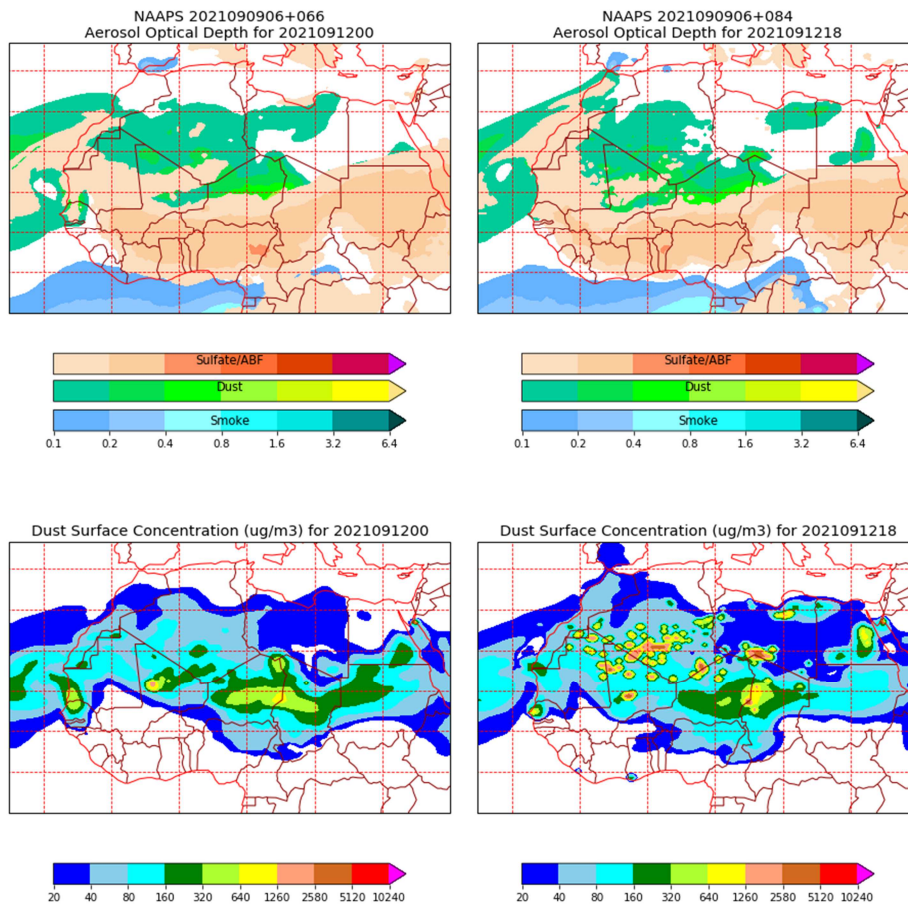 NAAPS 2021090906+066
Aerosol Optical Depth for 2021091200
NAAPS 2021090906+084
Aerosol Optical Depth for 2021091218
Sulfate/ABF
Dust
Smoke
0.1 0.2 0.4 0.8 1.6 3.2 6.4
Sulfate/ABF
Dust
Smoke
0.1 0.2 0.4 0.8 1.6 3.2 6.4
Dust Surface Concentration (ug/m3) for 2021091200
Dust Surface Concentration (ug/m3) for 2021091218
20 40 80 160 320 640 1260 2580 5120 10240
20 40 80 160 320 640 1260 2580 5120 10240